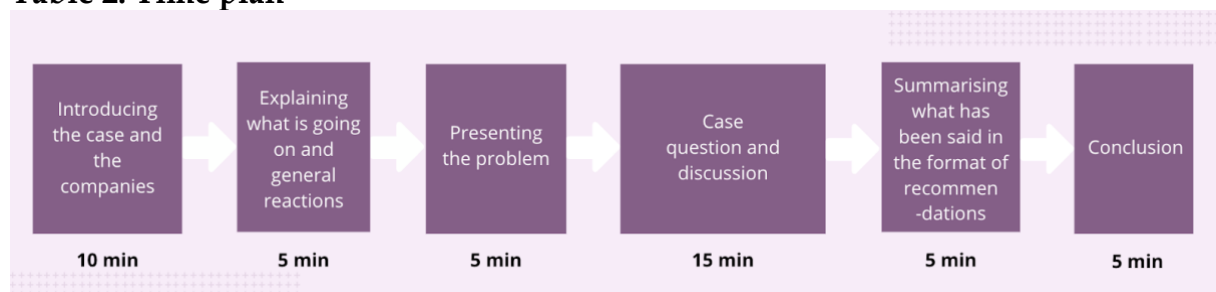 Table 2. Time plan
Introducing
the case and
the
companies
Explaining
what is going
on and
general
reactions
Presenting
the problem
Case
question and
discussion
Summarising
what has
been said in
the format of
recommen
-dations
Conclusion
10 min
5 min
5 min
15 min
5 min
5 min